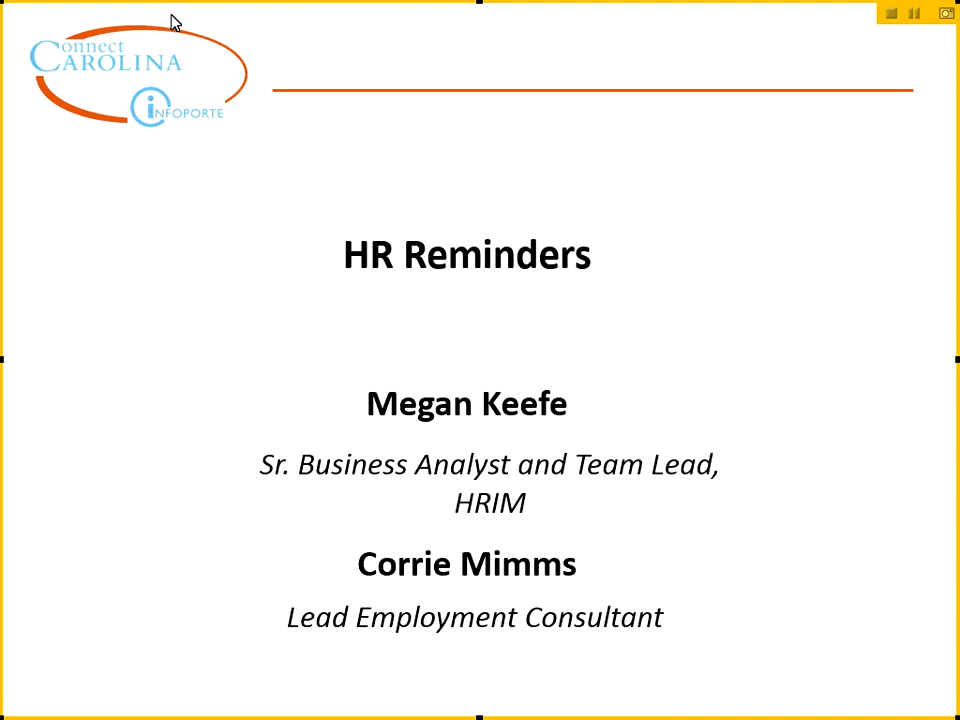 Connect
CAROLINA
INFOPORTE
HR Reminders
Megan Keefe
Sr. Business Analyst and Team Lead,
HRIM
Corrie Mimms
Lead Employment Consultant